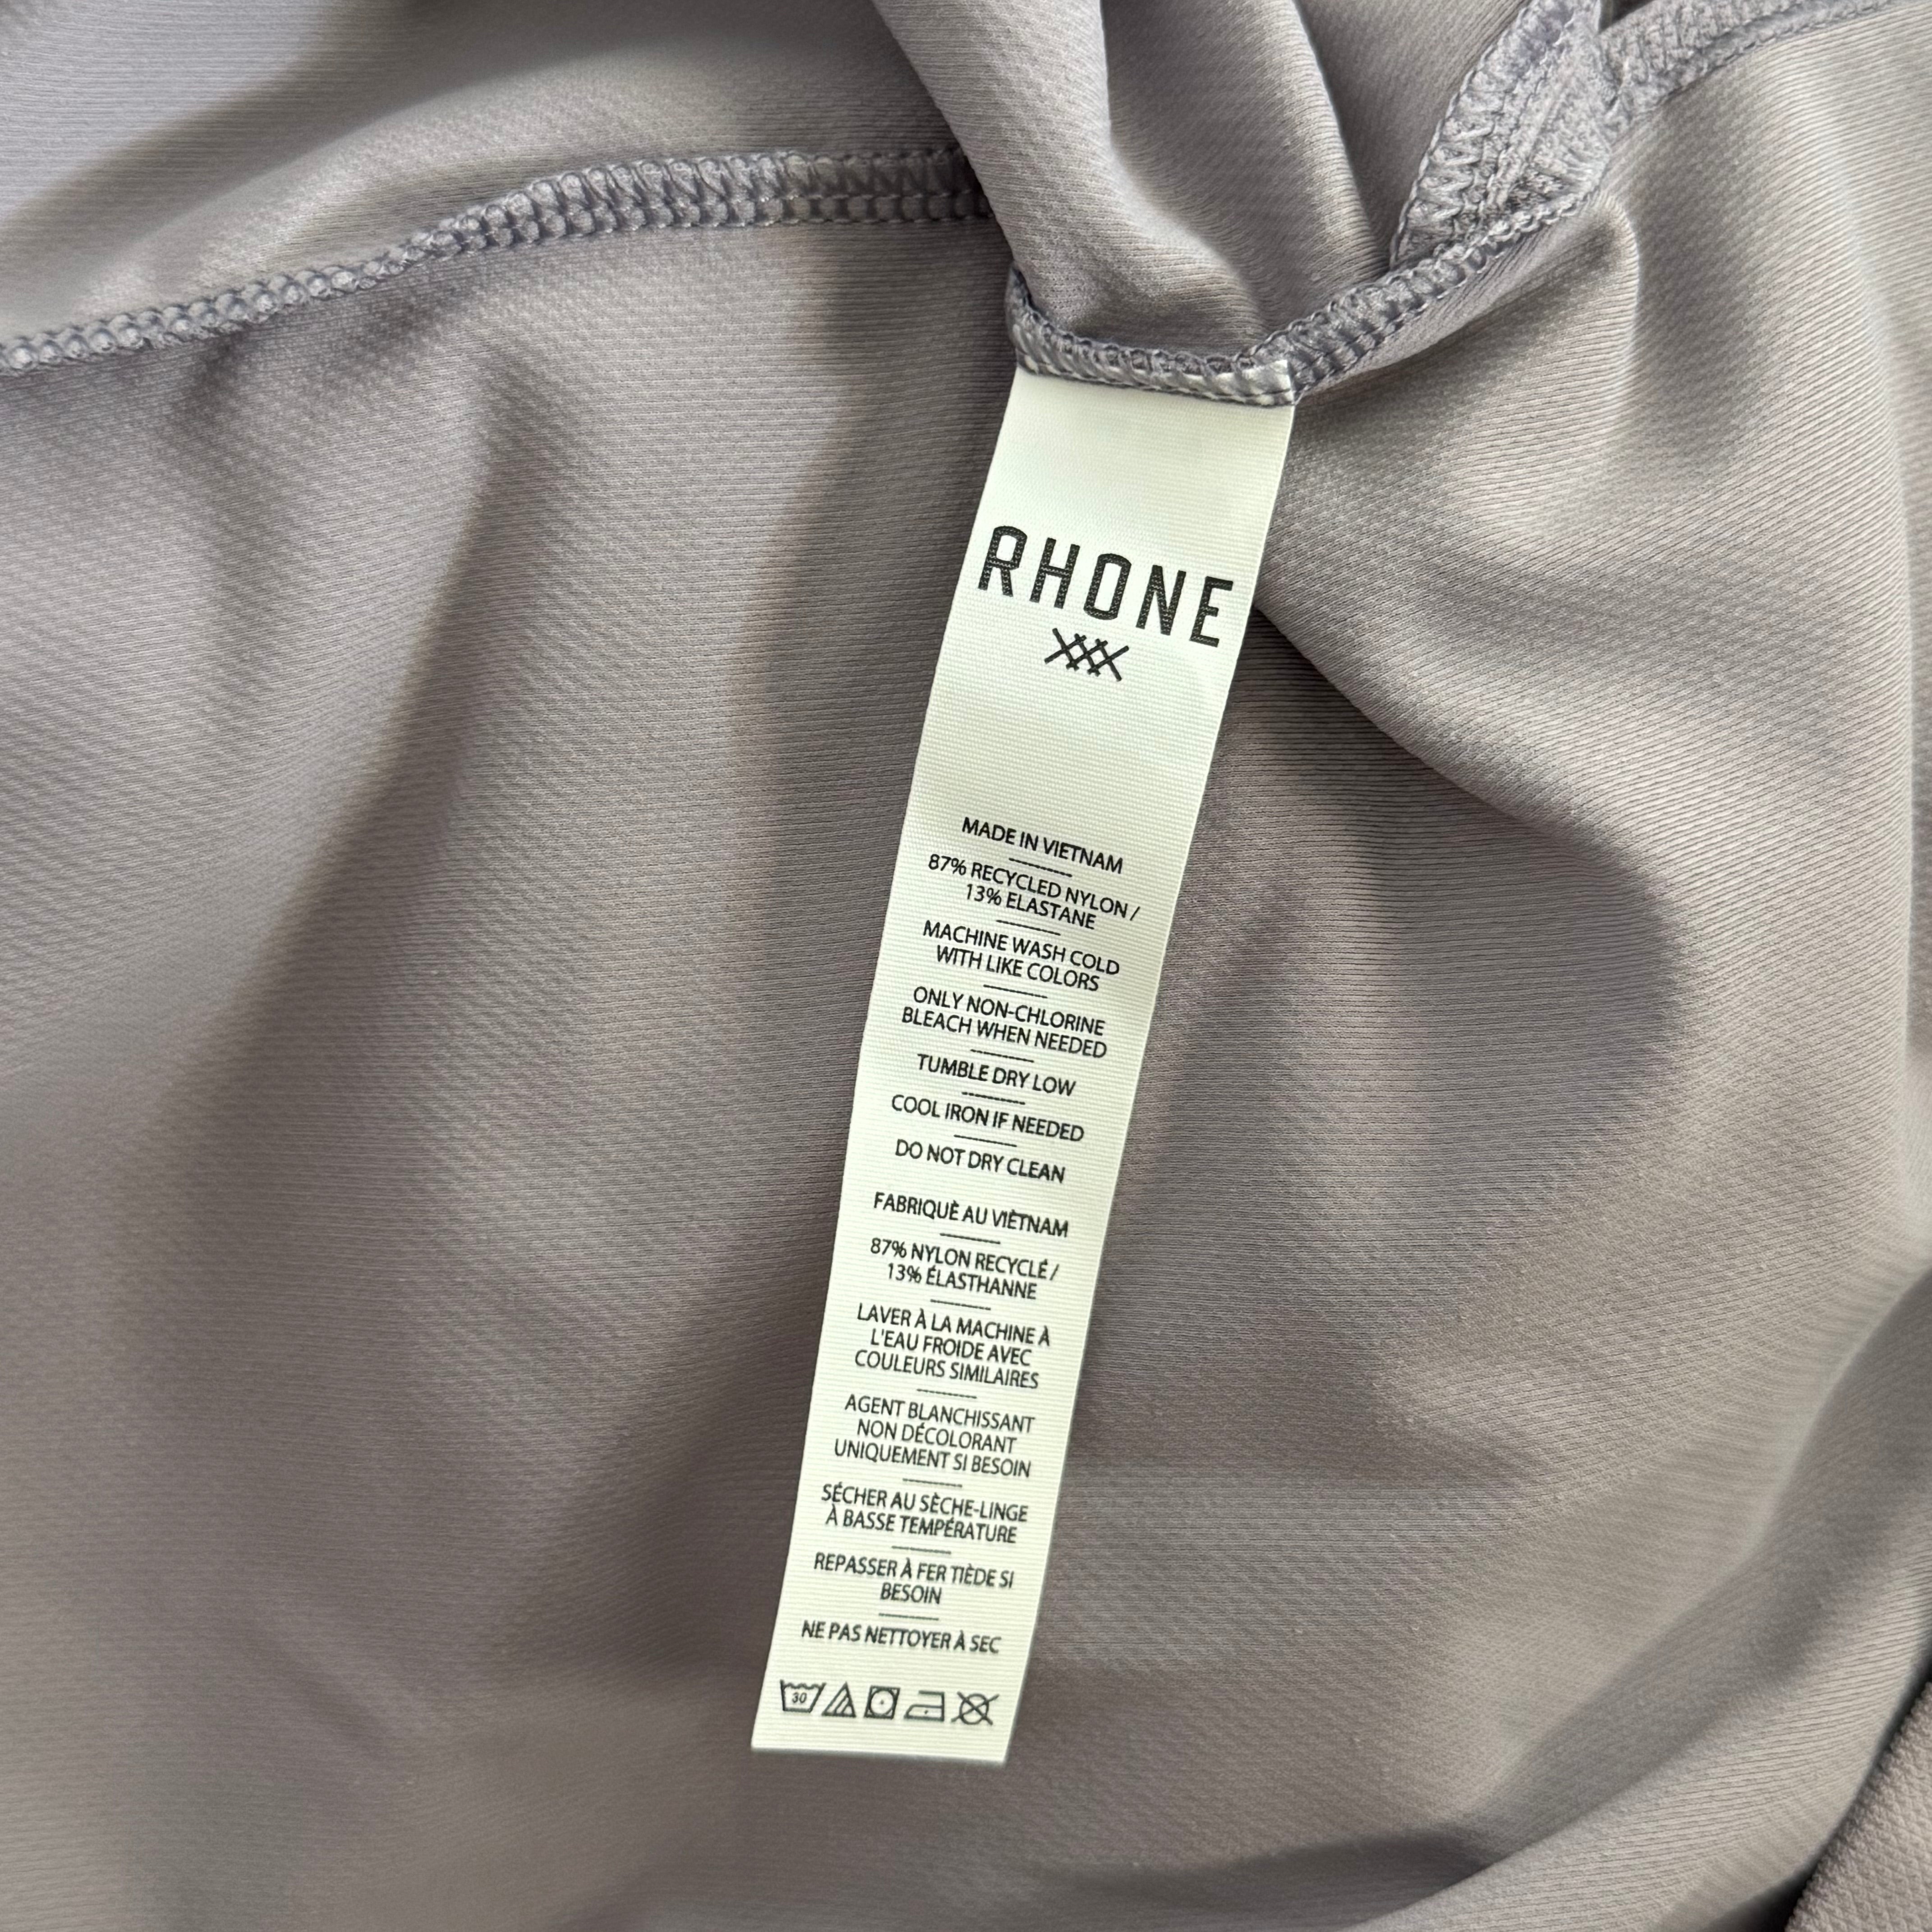 RHONE
MADE IN VIETNAM
87% RECYCLED NYLON /
13% ELASTANE
MACHINE WASH COLD
WITH LIKE COLORS
ONLY NON-CHLORINE
BLEACH WHEN NEEDED
TUMBLE DRY LOW
COOL IRON IF NEEDED
DO NOT DRY CLEAN
FABRIQUÈ AU VIÈTNAM
87% NYLON RECYCLÉ /
13% ÉLASTHANNE
LAVER À LA MACHINE À
L'EAU FROIDE AVEC
COULEURS SIMILAIRES
AGENT BLANCHISSANT
NON DÉCOLORANT
UNIQUEMENT SI BESOIN
SÉCHER AU SÈCHE-LINGE
À BASSE TEMPÉRATURE
REPASSER À FER TIÈDE SI
BESOIN
NE PAS NETTOYER À SEC
30